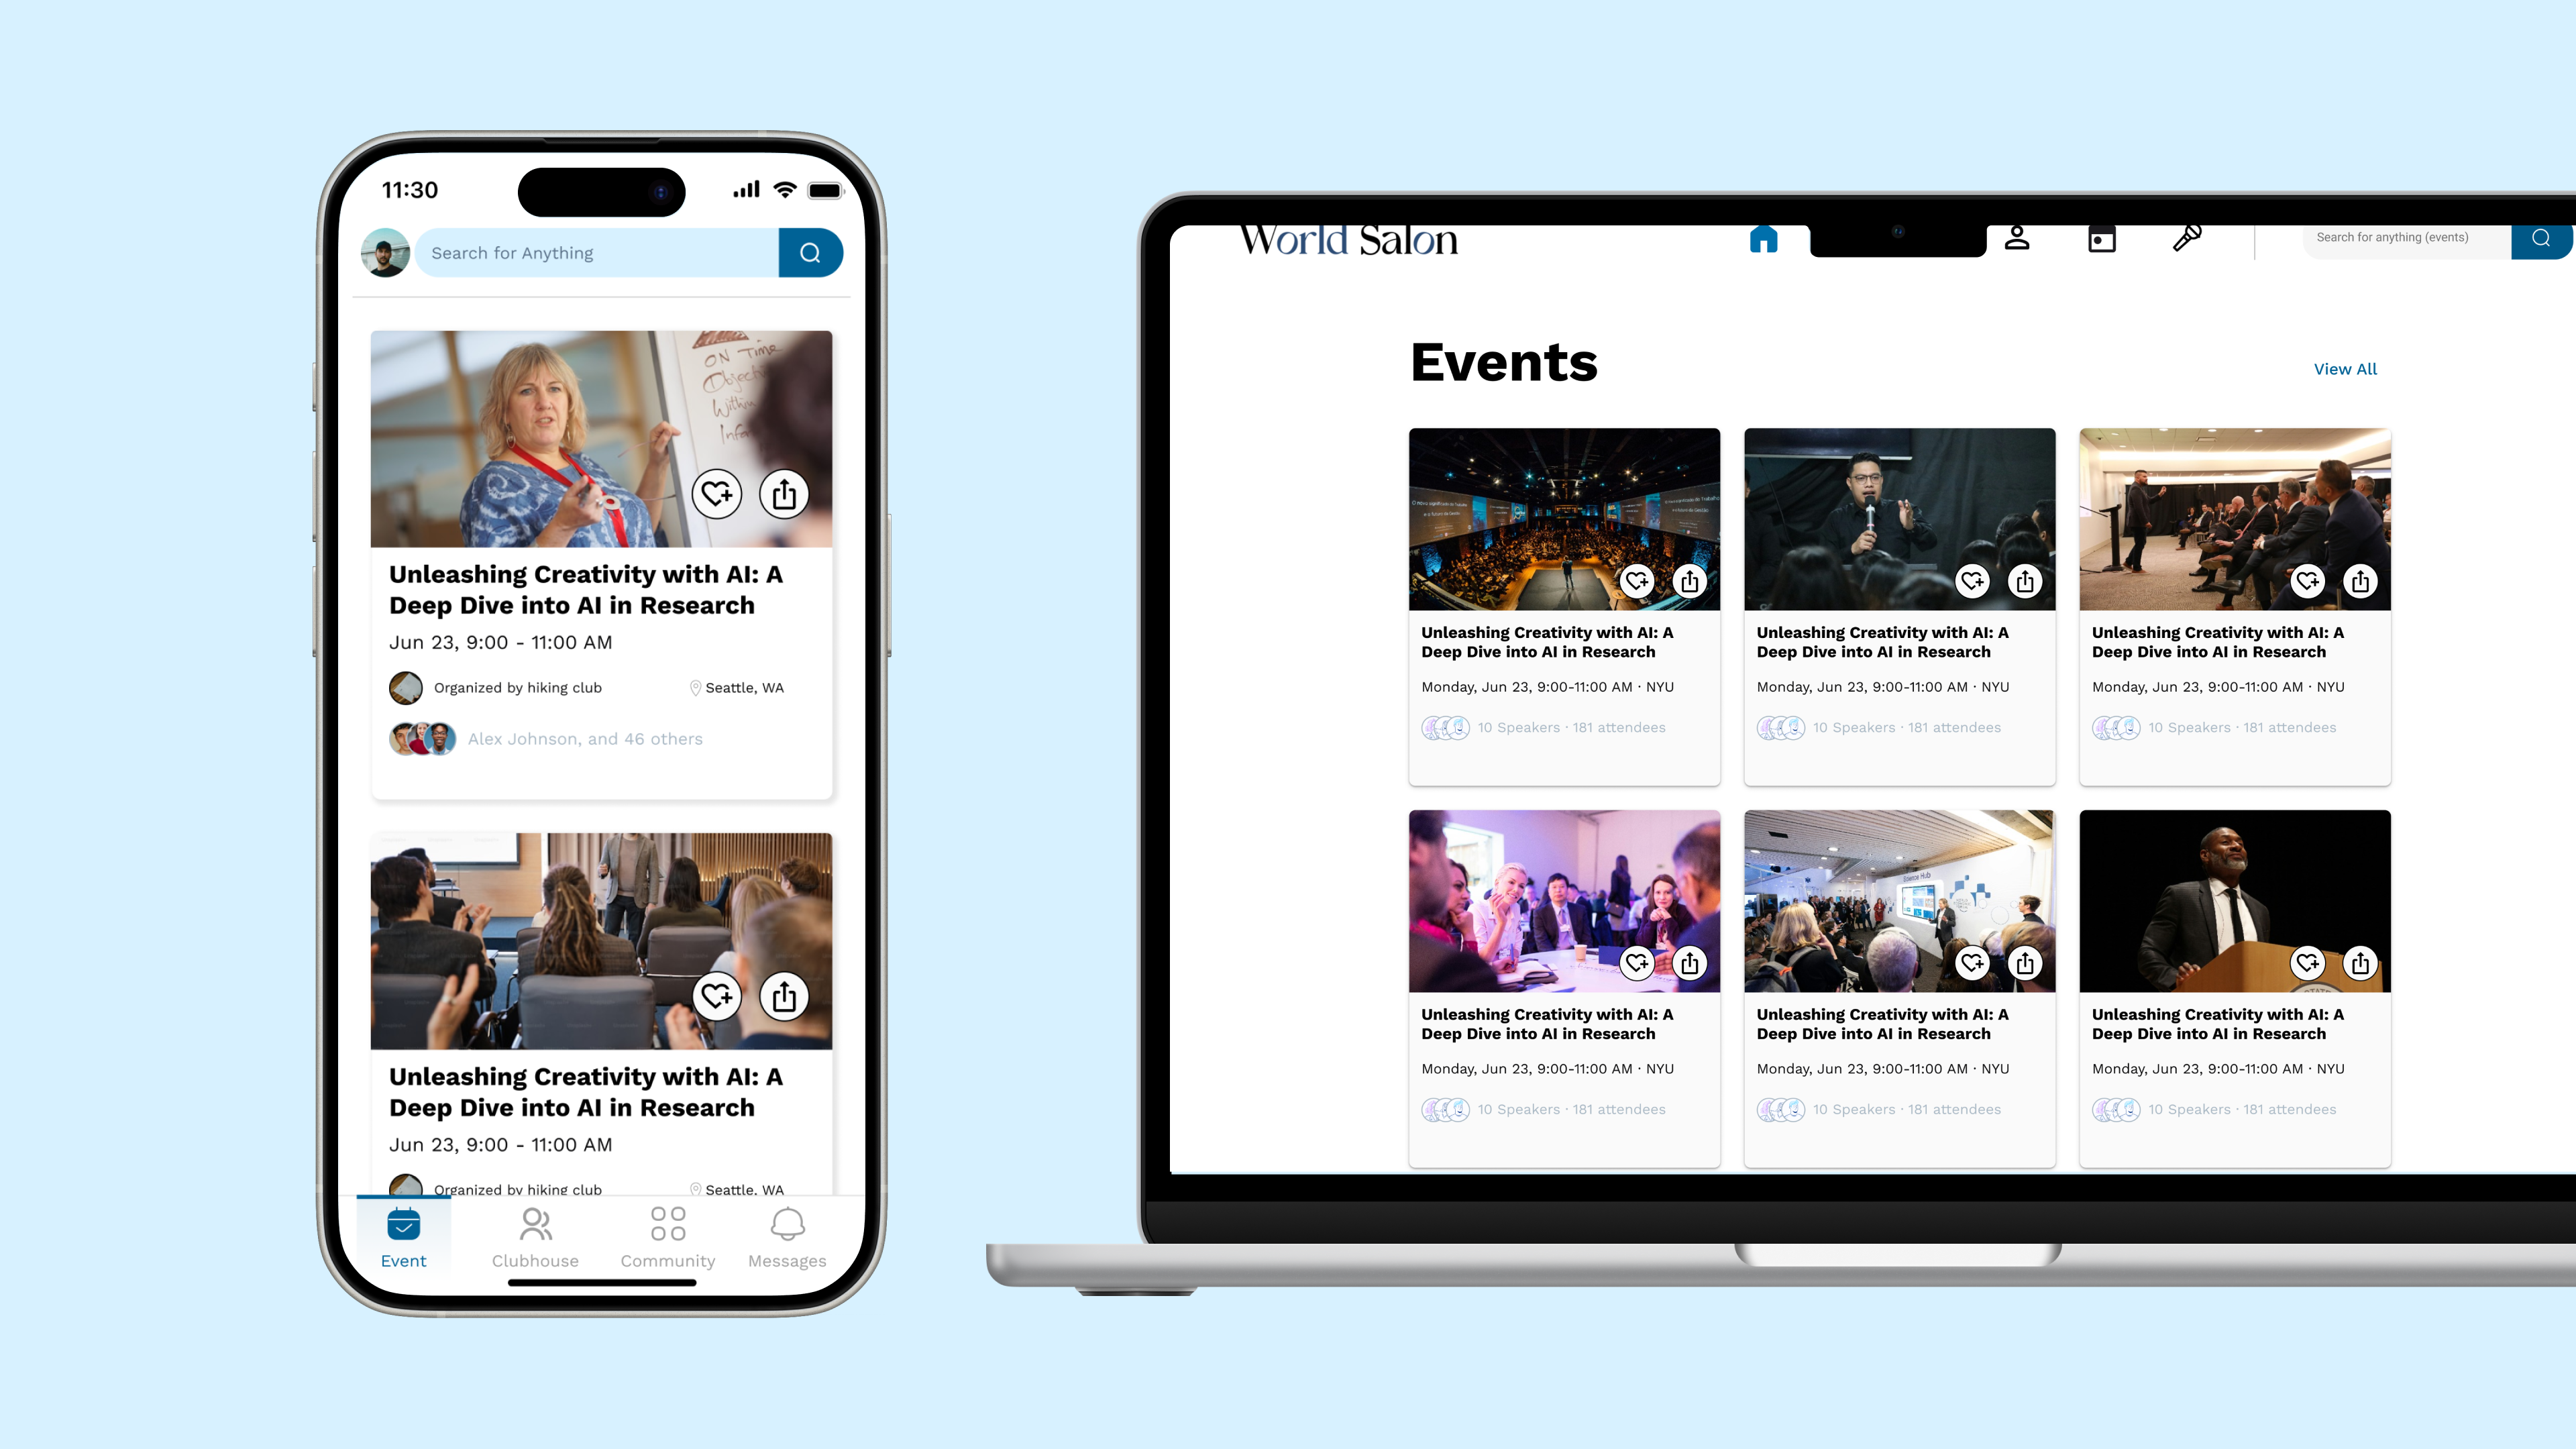 11:30
Search for Anything
ON Time
Within
Unleashing Creativity with AI: A
Deep Dive into AI in Research
Jun 23, 9:00 - 11:00 AM
Organized by hiking club
Seattle, WA
Alex Johnson, and 46 others
Unleashing Creativity with AI: A
Deep Dive into AI in Research
Jun 23, 9:00 - 11:00 AM
Organized by hiking club
Seattle, WA
Event
Clubhouse
Community
Messages
World Salon
Search for anything (events)
Events
View All
Unleashing Creativity with AI: A
Deep Dive into AI in Research
Monday, Jun 23, 9:00-11:00 AM · NYU
10 Speakers · 181 attendees
Unleashing Creativity with AI: A
Deep Dive into AI in Research
Monday, Jun 23, 9:00-11:00 AM · NYU
10 Speakers · 181 attendees
Unleashing Creativity with AI: A
Deep Dive into AI in Research
Monday, Jun 23, 9:00-11:00 AM · NYU
10 Speakers · 181 attendees
Unleashing Creativity with AI: A
Deep Dive into AI in Research
Monday, Jun 23, 9:00-11:00 AM · NYU
10 Speakers · 181 attendees
Science Hub
Unleashing Creativity with AI: A
Deep Dive into AI in Research
Monday, Jun 23, 9:00-11:00 AM · NYU
10 Speakers · 181 attendees
STATE
Unleashing Creativity with AI: A
Deep Dive into AI in Research
Monday, Jun 23, 9:00-11:00 AM · NYU
10 Speakers · 181 attendees